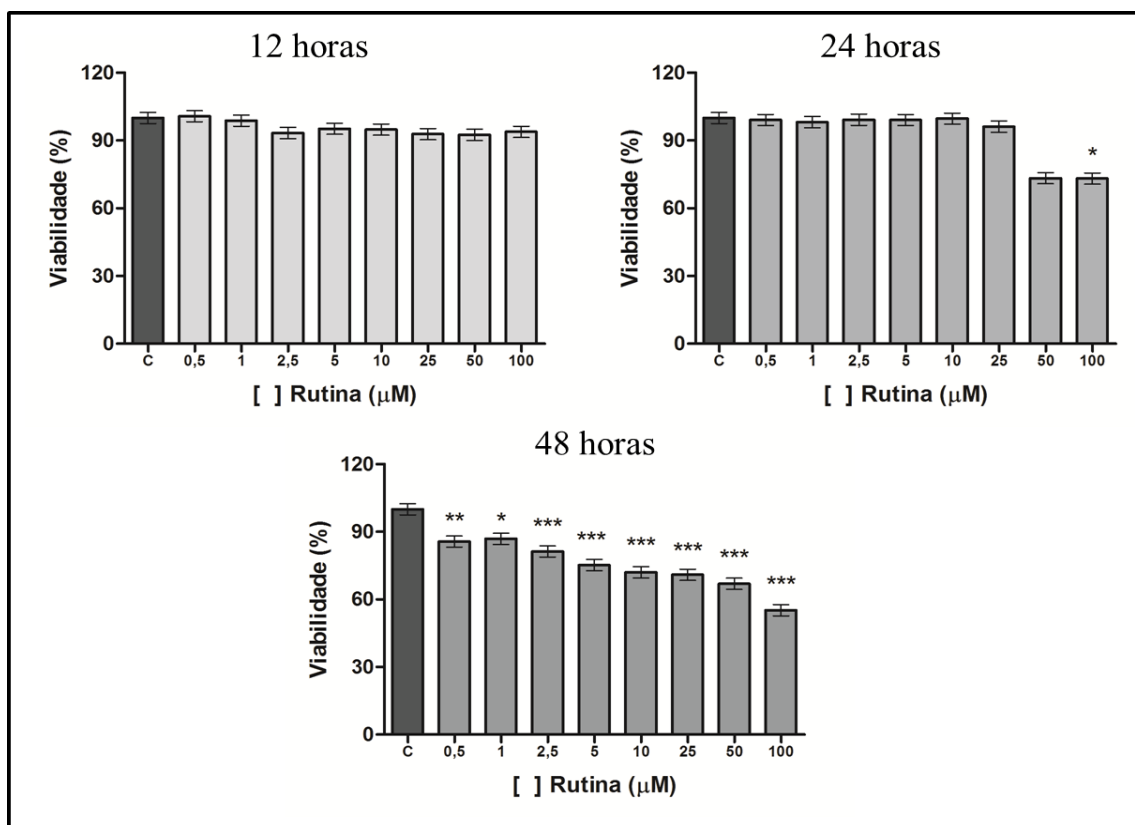 12 horas
120
90
60
30
0
Viabilidade (%)
C 0,5 1 2,5 5 10 25 50 100
[ ] Rutina (μM)
24 horas
120
90
60
30
0
Viabilidade (%)
*
C 0,5 1 2,5 5 10 25 50 100
[ ] Rutina (μM)
48 horas
120
90
60
30
0
Viabilidade (%)
** * *** *** *** *** *** ***
C 0,5 1 2,5 5 10 25 50 100
[ ] Rutina (μM)